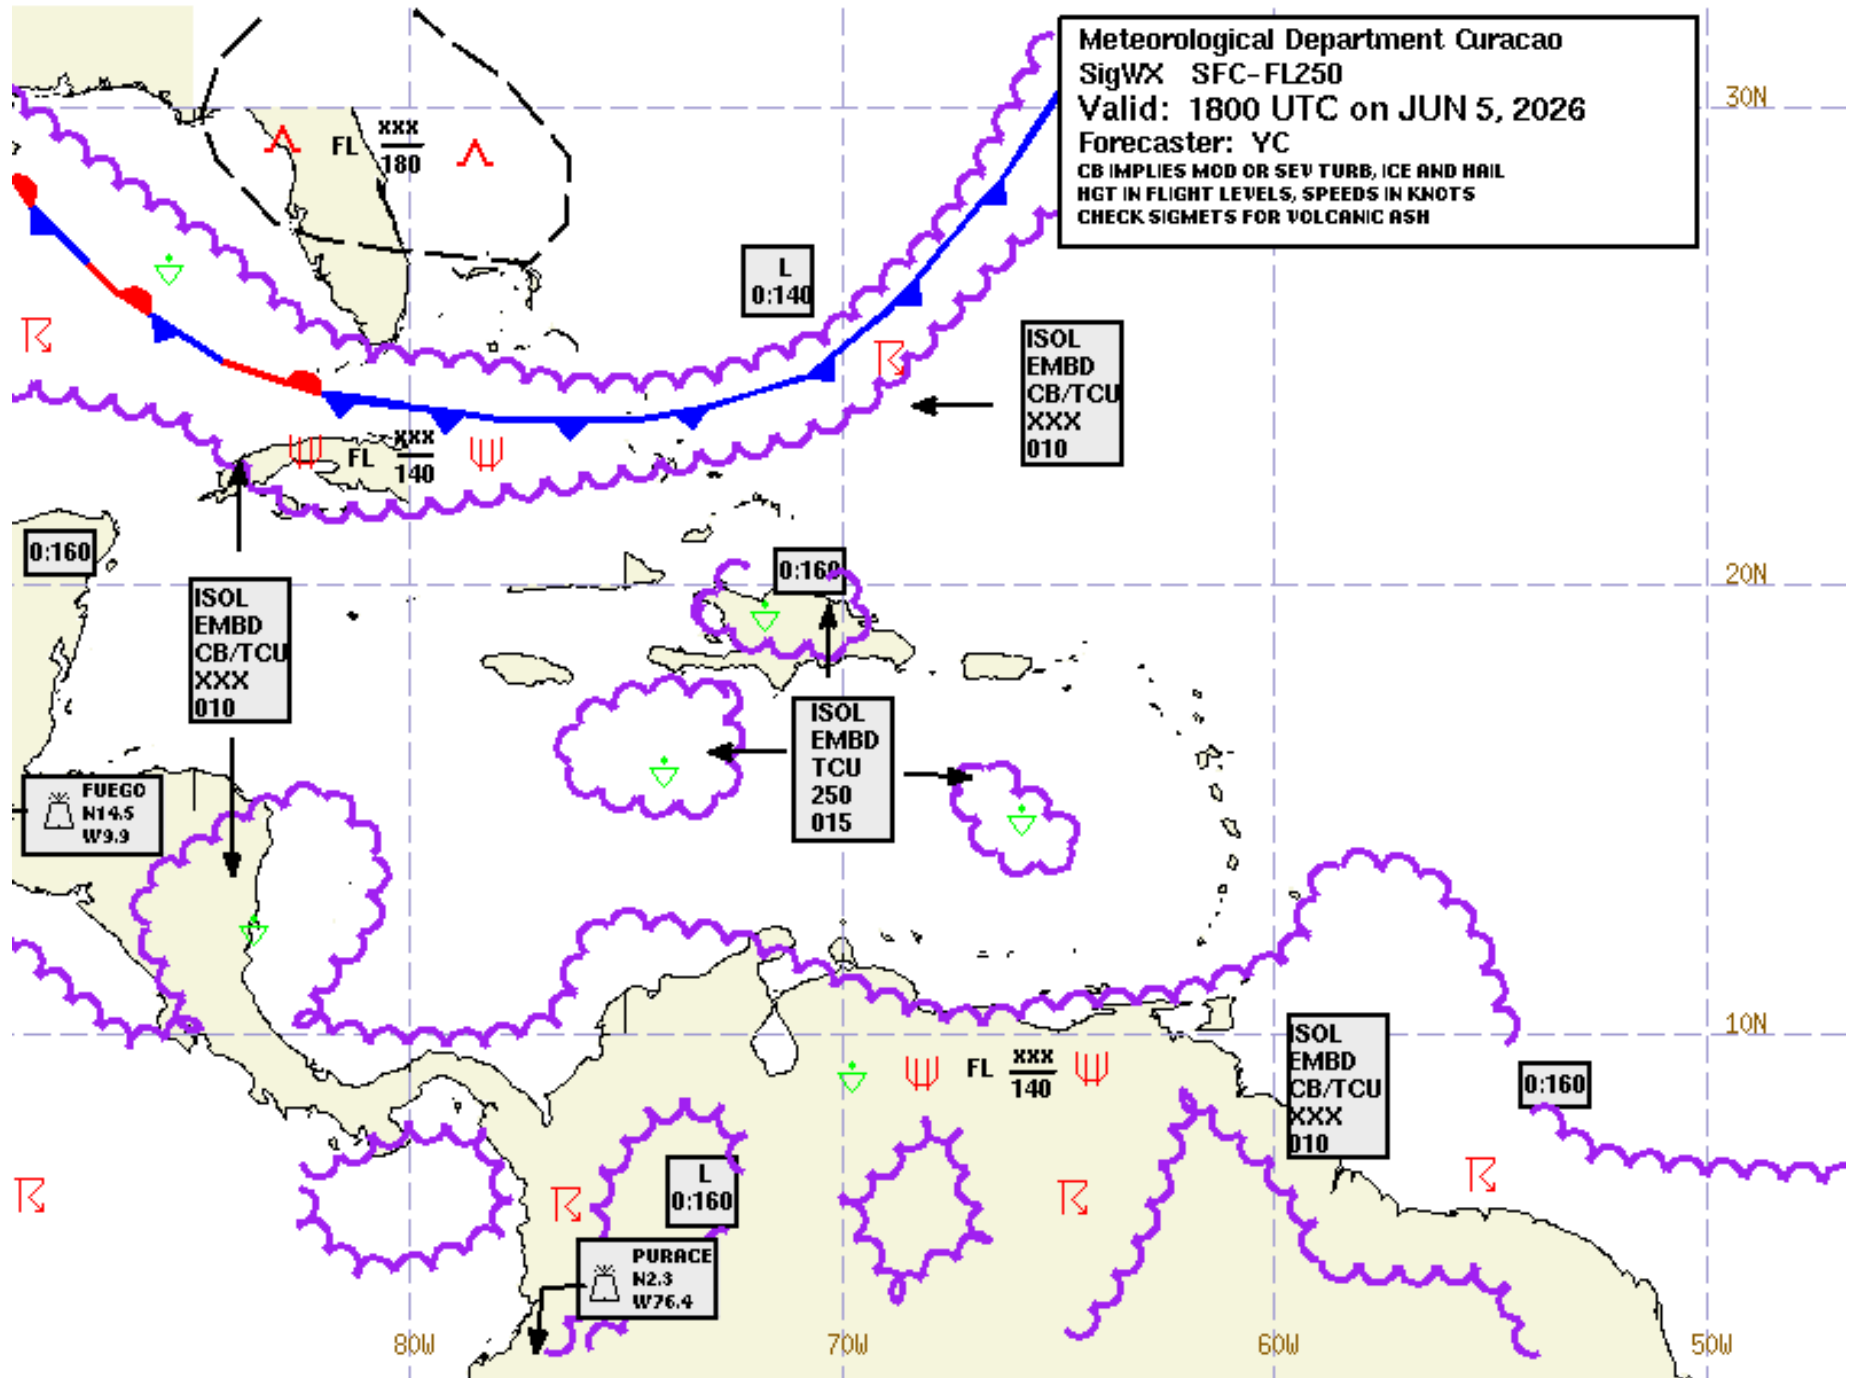 Meteorological Department Curacao
SigWX SFC-FL250
Valid: 1800 UTC on JUN 5, 2026
Forecaster: YC
CB IMPLIES MOD OR SEV TURB, ICE AND HAIL
HGT IN FLIGHT LEVELS, SPEEDS IN KNOTS
CHECK SIGMETS FOR VOLCANIC ASH
30N
FL
XXX
180
L
0:140
ISOL
EMBD
CB/TCU
XXX
010
FL
XXX
140
0:160
0:160
20N
ISOL
EMBD
CB/TCU
XXX
010
ISOL
EMBD
TCU
250
015
FUEGO
N14.5
W9.9
10N
FL
XXX
140
ISOL
EMBD
CB/TCU
XXX
010
0:160
L
0:160
PURACE
N2.3
W76.4
80W
70W
60W
50W